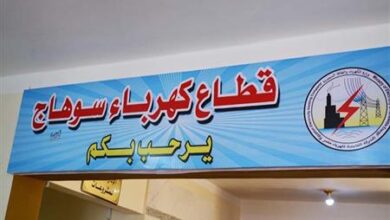 قطاع كهرباء سوهاج
يرحب بكم